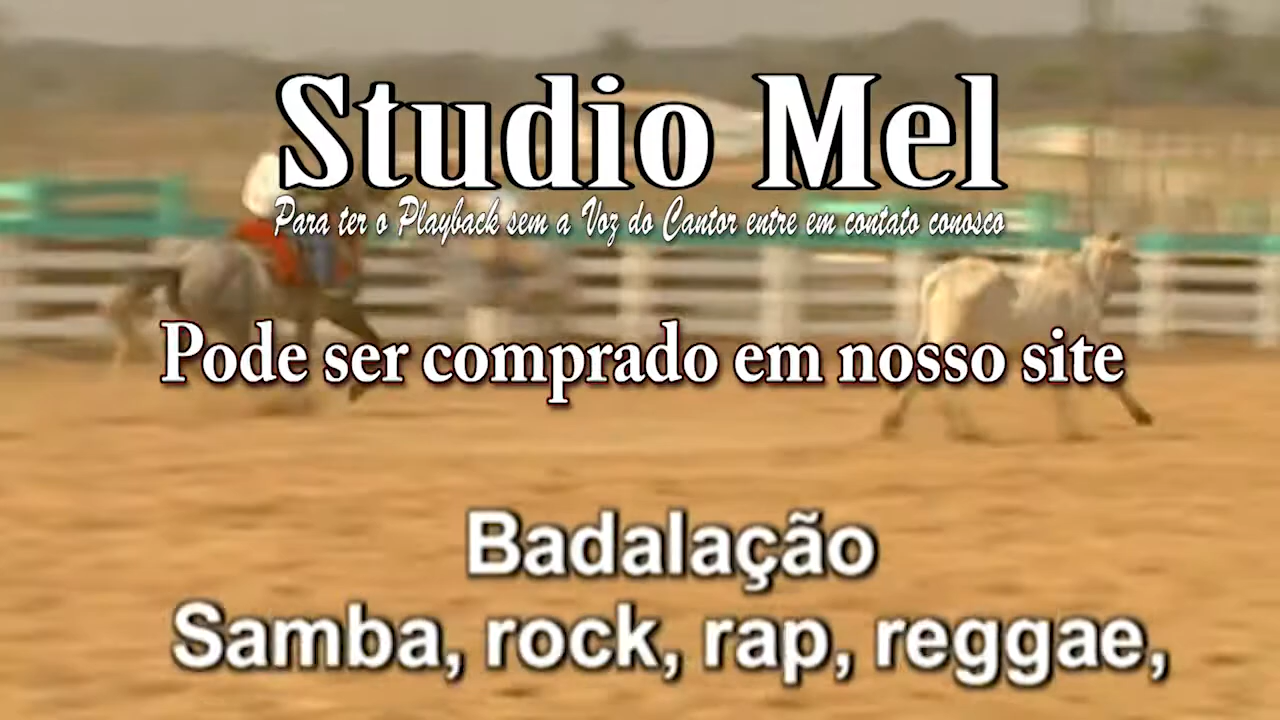 Studio Mel
Para ter o Playback sem a Voz do Cantor entre em contato conosco
Pode ser comprado em nosso site
Badalação
Samba, rock, rap, reggae,